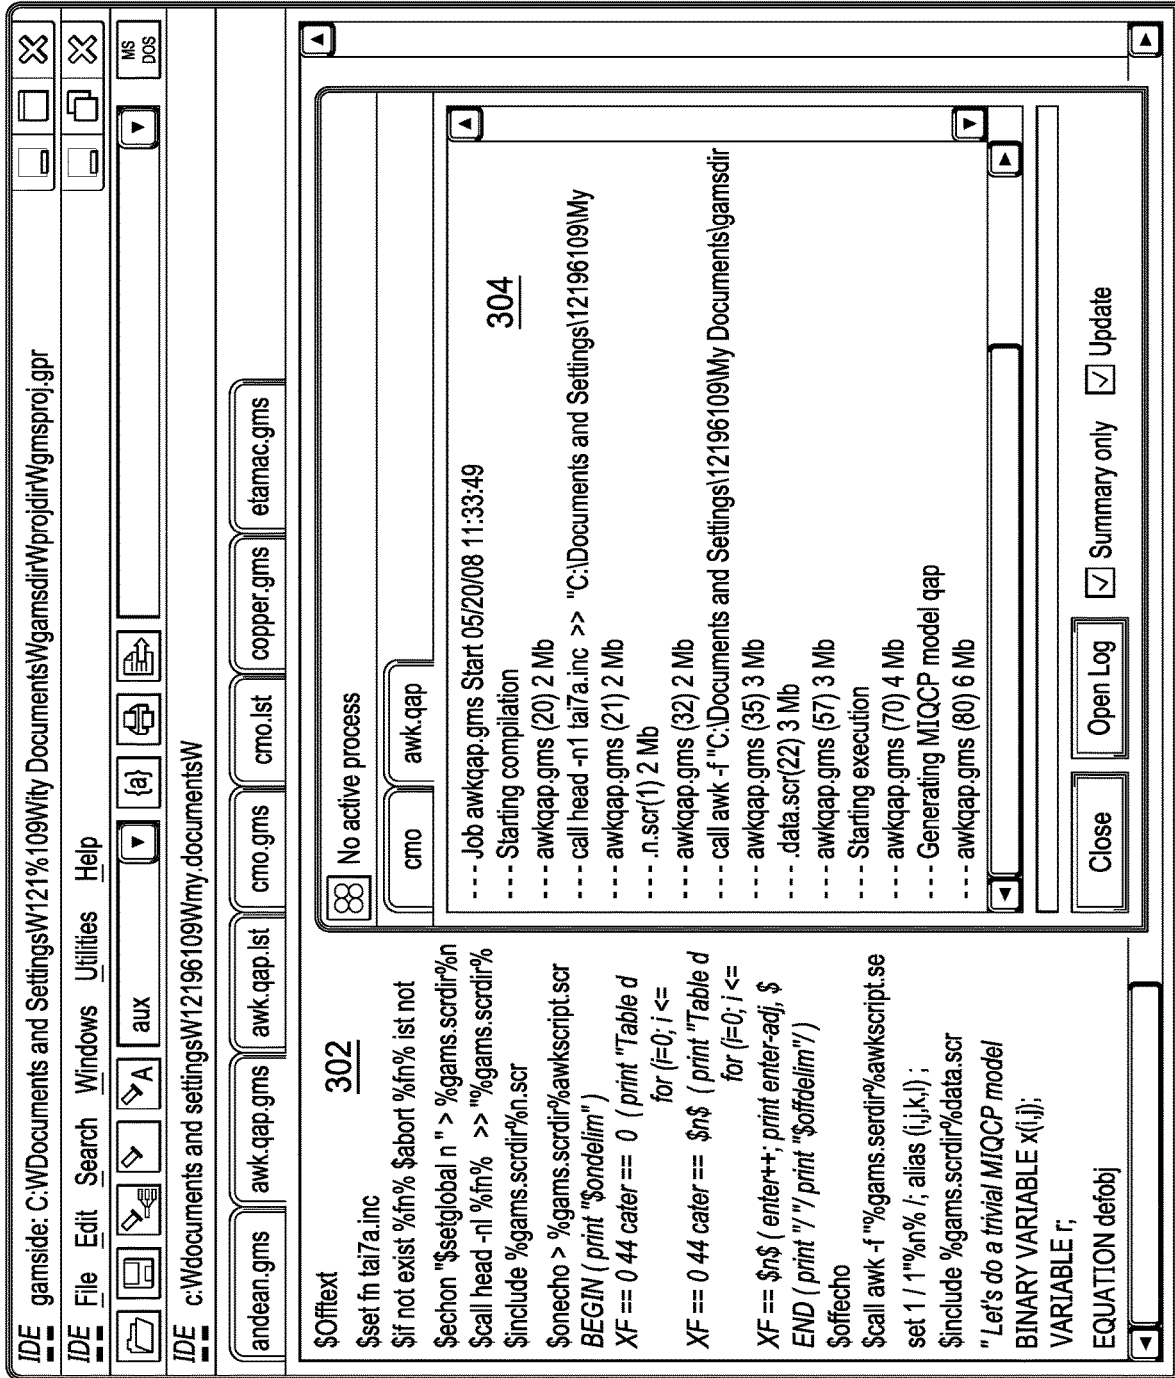 IDE gamside: C:WDocuments and SettingsW121%109Wity DocumentsWgamsdirWprojdirWgmsproj.gpr
IDE File Edit Search Windows Utilities Help
A aux {a} MS DOS
IDE c:Wdocuments and settingsW12196109Wmy.documentsW
andean.gms awk.qap.gms awk.qap.lst cmo.gms cmo.lst copper.gms etamac.gms
302
$Offtext
$set fn tai7a.inc
$if not exist %fn% $abort %fn% ist not
$echon "$setglobal n " > %gams.scrdir%n
$call head -nl %fn% >> "%gams.scrdir%
$include %gams.scrdir%n.scr
$onecho > %gams.scrdir%awkscript.scr
BEGIN ( print "$ondelim" )
XF == 0 44 cater == 0 ( print "Table d
for (i=0; i <=
XF == 0 44 cater == $n$ ( print "Table d
for (i=0; i <=
XF == $n$ ( enter++; print enter-adj, $
END ( print "/ "/ print "$offdelim"/ )
$offecho
$call awk -f "%gams.serdir%awkscript.se
set 1 / 1"%n% /; alias (i,j,k,l) ;
$include %gams.scrdir%data.scr
" Let's do a trivial MIQCP model
BINARY VARIABLE x(i,j);
VARIABLE r;
EQUATION defobj
No active process
cmo awk.qap
304
- - - Job awkqap.gms Start 05/20/08 11:33:49
- - - Starting compilation
- - - awkqap.gms (20) 2 Mb
- - - call head -n1 tai7a.inc >> "C:\Documents and Settings\12196109\My
- - - awkqap.gms (21) 2 Mb
- - - .n.scr(1) 2 Mb
- - - awkqap.gms (32) 2 Mb
- - - call awk -f "C:\Documents and Settings\12196109\My Documents\gamsdir
- - - awkqap.gms (35) 3 Mb
- - - .data.scr(22) 3 Mb
- - - awkqap.gms (57) 3 Mb
- - - Starting execution
- - - awkqap.gms (70) 4 Mb
- - - Generating MIQCP model qap
- - - awkqap.gms (80) 6 Mb
Close Open Log Summary only Update